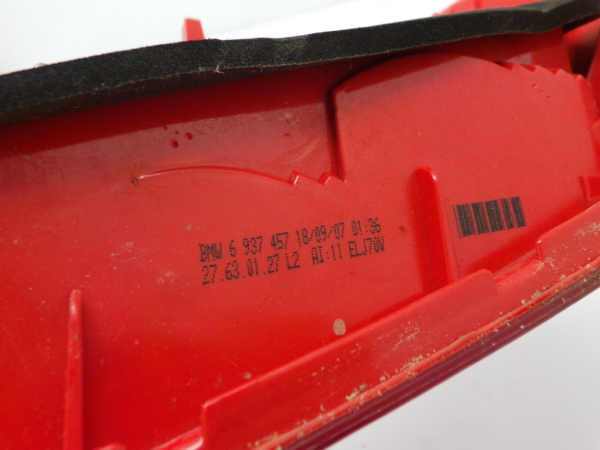 BMW 6 937 457 18/09/07 01:36
27.63.01.27 L2 AI:11 ELJ70V